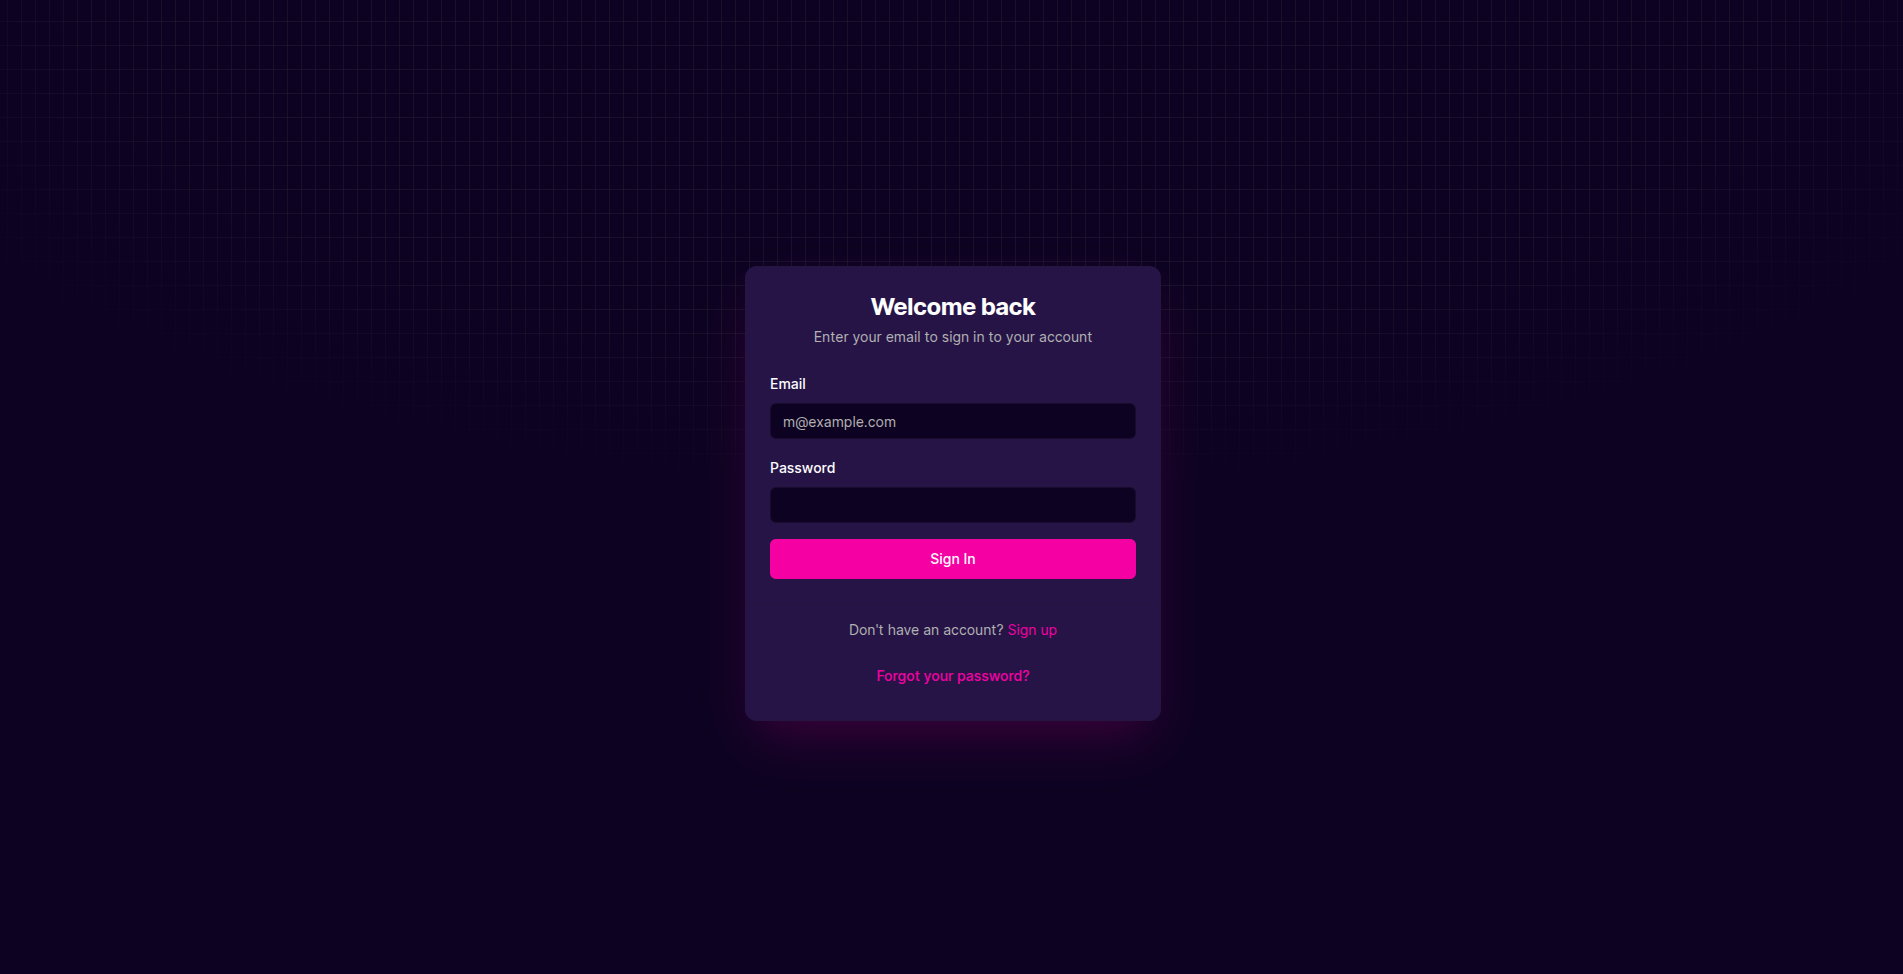 Welcome back
Enter your email to sign in to your account
Email
m@example.com
Password
Sign In
Don't have an account? Sign up
Forgot your password?